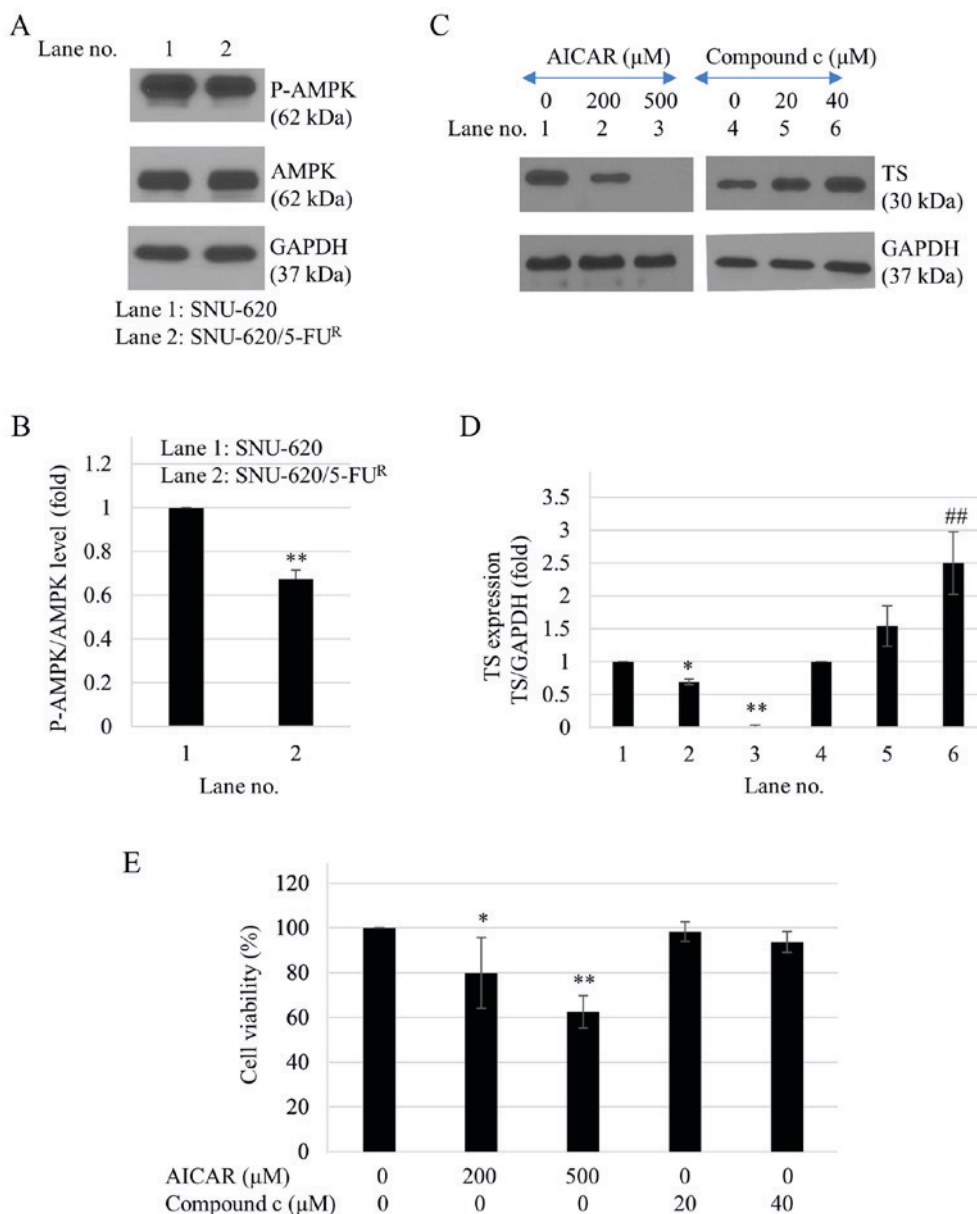 A
Lane no. 1 2
P-AMPK
(62 kDa)
AMPK
(62 kDa)
GAPDH
(37 kDa)
Lane 1: SNU-620
Lane 2: SNU-620/5-FUᴿ
C
AICAR (μM) Compound c (μM)
0 200 500 0 20 40
Lane no. 1 2 3 4 5 6
TS
(30 kDa)
GAPDH
(37 kDa)
B
Lane 1: SNU-620
Lane 2: SNU-620/5-FUᴿ
P-AMPK/AMPK level (fold)
1.2
1
0.8
0.6
0.4
0.2
0
**
1 2
Lane no.
D
TS expression
TS/GAPDH (fold)
3.5
3
2.5
2
1.5
1
0.5
0
*
**
##
1 2 3 4 5 6
Lane no.
E
Cell viability (%)
120
100
80
60
40
20
0
*
**
AICAR (μM) 0 200 500 0 0
Compound c (μM) 0 0 0 20 40